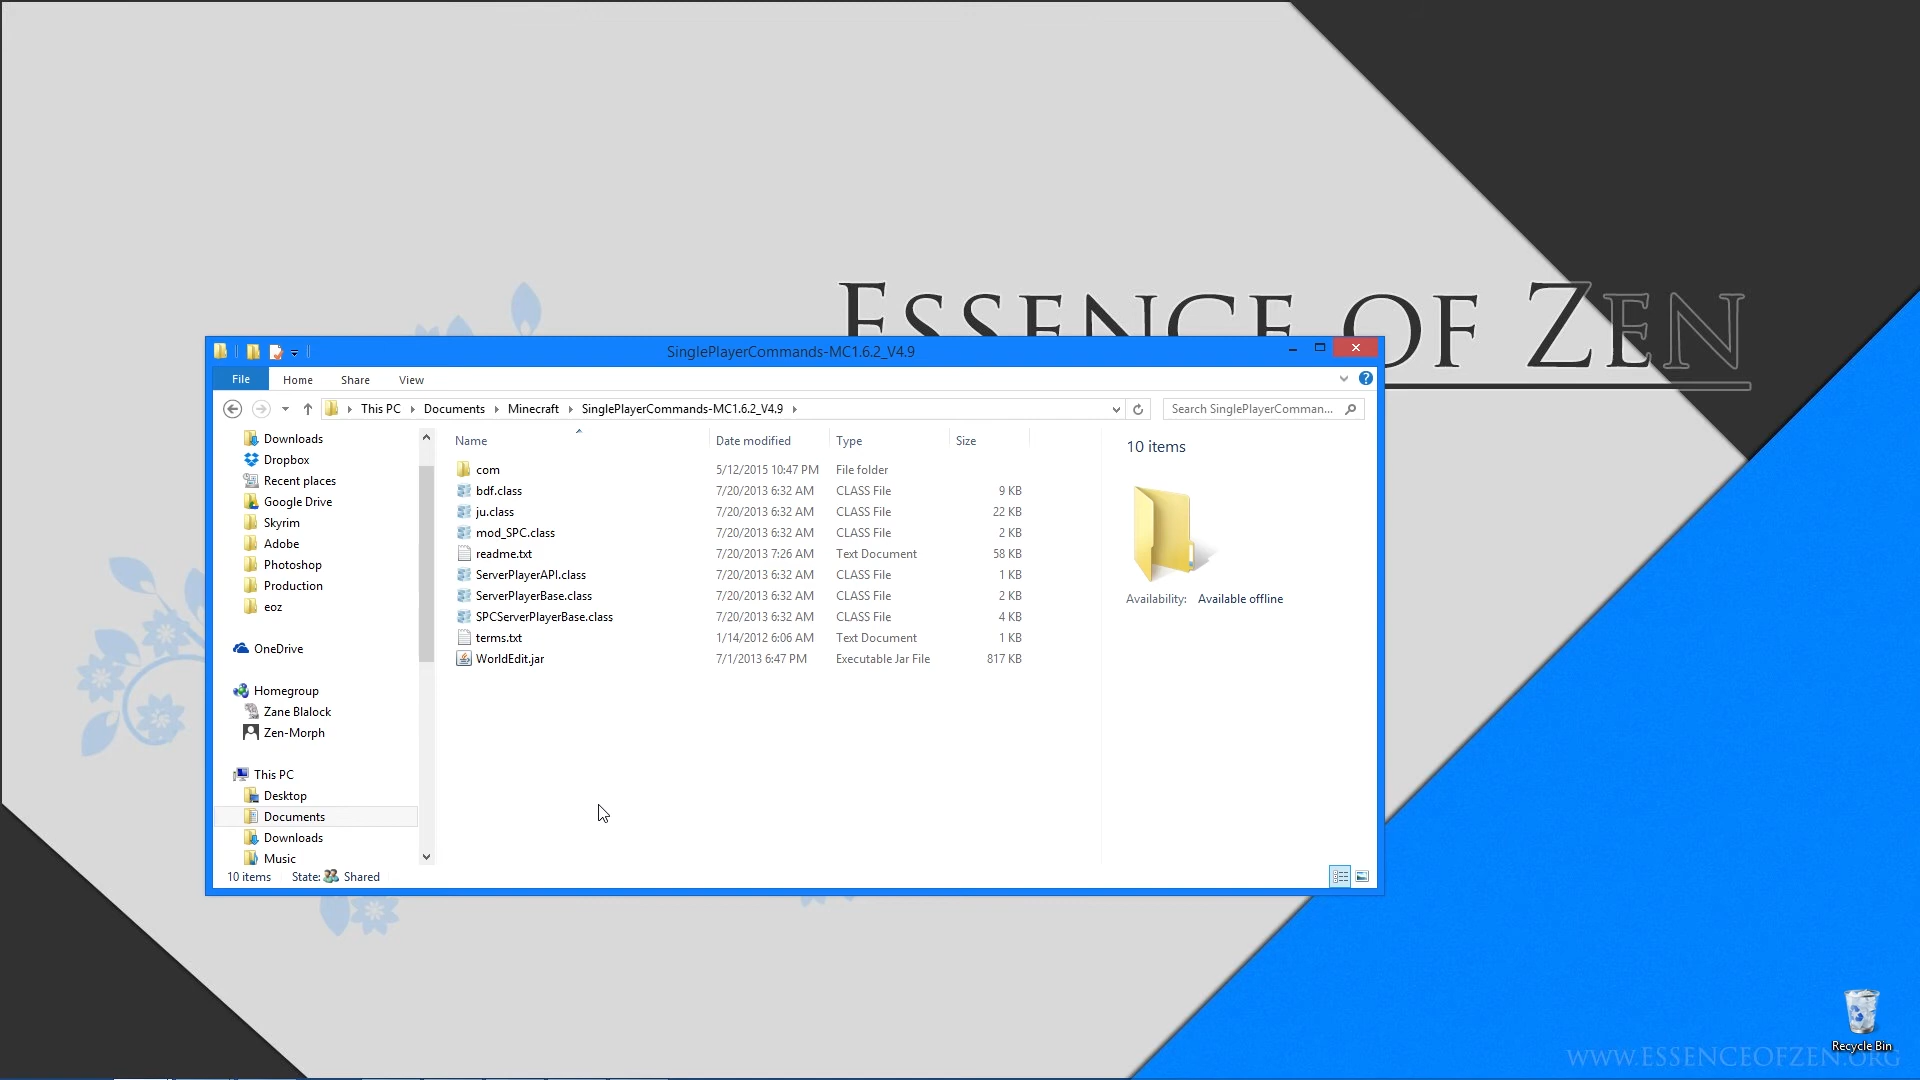 ESSENCE OF ZEN
SinglePlayerCommands-MC1.6.2_V4.9
File Home Share View
This PC Documents Minecraft SinglePlayerCommands-MC1.6.2_V4.9
Search SinglePlayerComman...
Downloads
Dropbox
Recent places
Google Drive
Skyrim
Adobe
Photoshop
Production
eoz
OneDrive
Homegroup
Zane Blalock
Zen-Morph
This PC
Desktop
Documents
Downloads
Music
Name Date modified Type Size
com 5/12/2015 10:47 PM File folder
bdf.class 7/20/2013 6:32 AM CLASS File 9 KB
ju.class 7/20/2013 6:32 AM CLASS File 22 KB
mod_SPC.class 7/20/2013 6:32 AM CLASS File 2 KB
readme.txt 7/20/2013 7:26 AM Text Document 58 KB
ServerPlayerAPI.class 7/20/2013 6:32 AM CLASS File 1 KB
ServerPlayerBase.class 7/20/2013 6:32 AM CLASS File 2 KB
SPCServerPlayerBase.class 7/20/2013 6:32 AM CLASS File 4 KB
terms.txt 1/14/2012 6:06 AM Text Document 1 KB
WorldEdit.jar 7/1/2013 6:47 PM Executable Jar File 817 KB
10 items
Availability: Available offline
10 items State: Shared
Recycle Bin
WWW.ESSENCEOFZEN.ORG